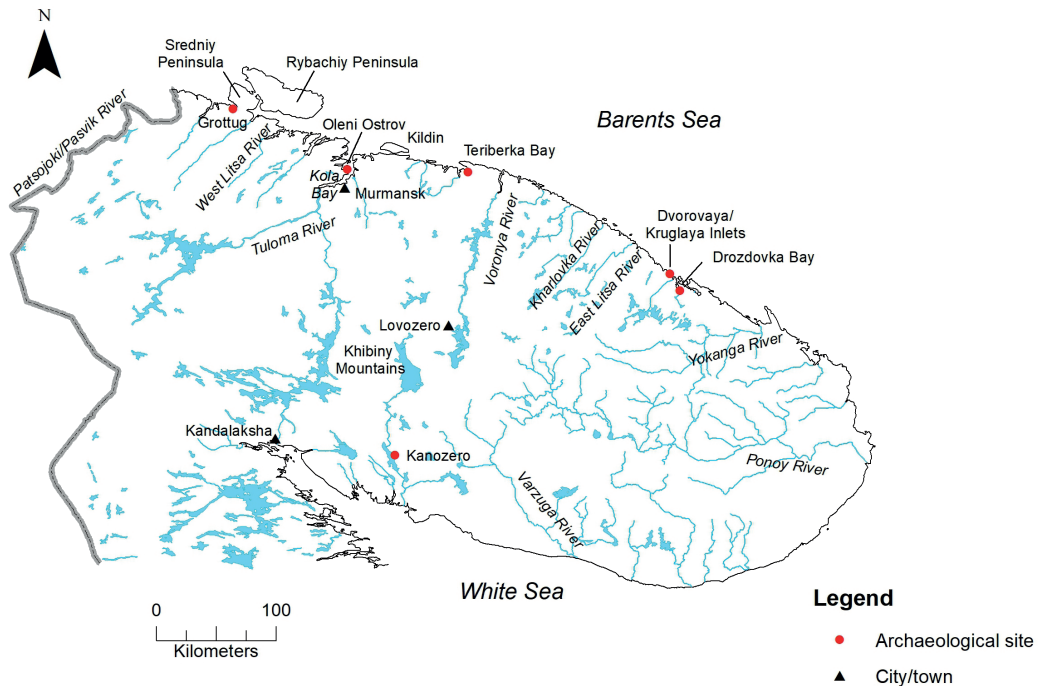 N
Sredniy
Peninsula
Rybachiy Peninsula
Patsojoki/Pasvik River
Grottug
West Litsa River
Oleni Ostrov
Kildin
Barents Sea
Teriberka Bay
Kola
Bay
Murmansk
Tuloma River
Voronya River
Kharlovka River
East Litsa River
Dvorovaya/
Kruglaya Inlets
Drozdovka Bay
Lovozero
Khibiny
Mountains
Yokanga River
Kandalaksha
Kanozero
Ponoy River
Varzuga River
White Sea
0 100
Kilometers
Legend
Archaeological site
City/town